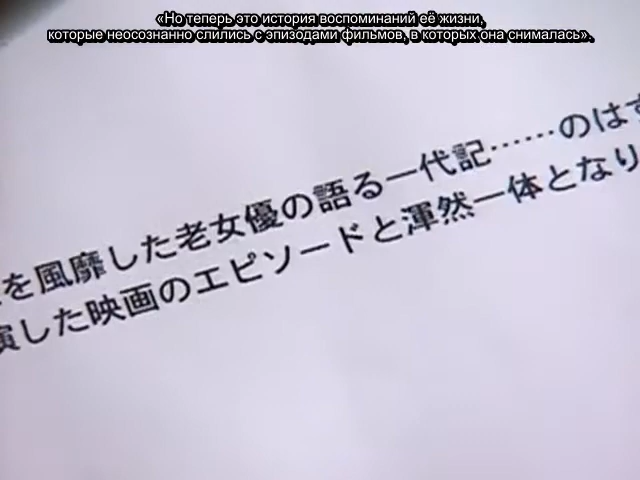 «Но теперь это история воспоминаний её жизни,
которые неосознанно слились с эпизодами фильмов, в которых она снималась».
を風靡した老女優の語る一代記……のはず
演した映画のエピソードと渾然一体となり